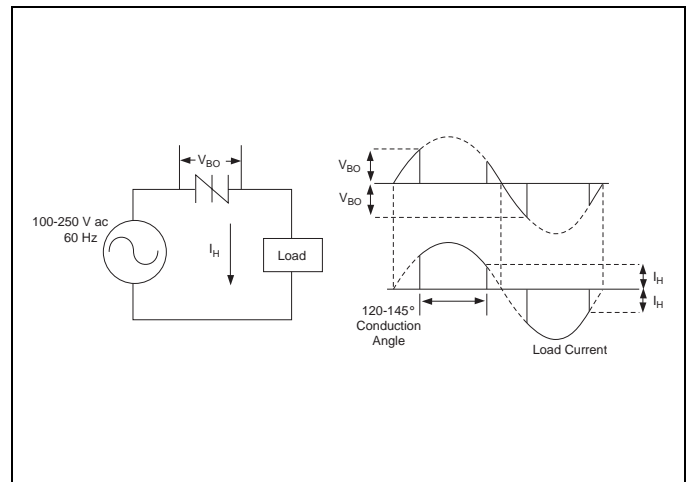 V_BO
100-250 V ac
60 Hz
I_H
Load
V_BO
V_BO
120-145°
Conduction
Angle
I_H
I_H
Load Current